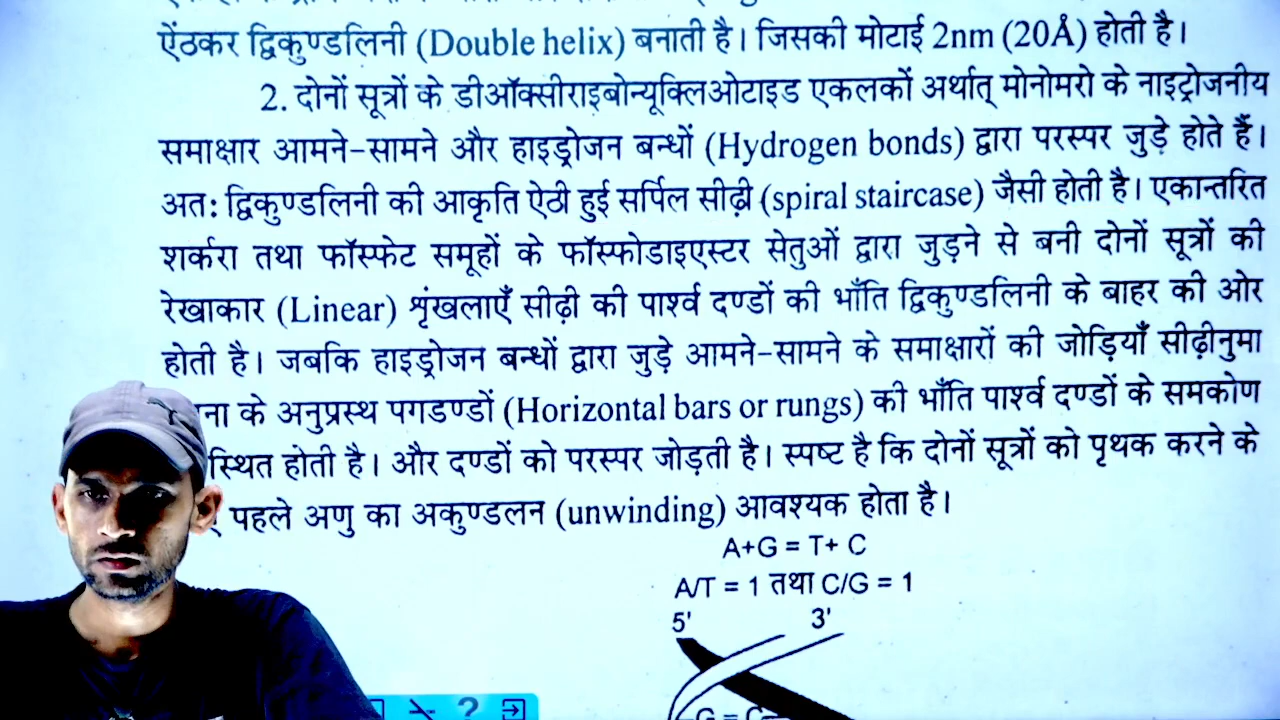 ऐंठकर द्विकुण्डलिनी (Double helix) बनाती है। जिसकी मोटाई 2nm (20Å) होती है।
2. दोनों सूत्रों के डीऑक्सीराइबोन्यूक्लिओटाइड एकलकों अर्थात् मोनोमरो के नाइट्रोजनीय
समाक्षार आमने-सामने और हाइड्रोजन बन्धों (Hydrogen bonds) द्वारा परस्पर जुड़े होते हैं।
अतः द्विकुण्डलिनी की आकृति ऐठी हुई सर्पिल सीढ़ी (spiral staircase) जैसी होती है। एकान्तरित
शर्करा तथा फॉस्फेट समूहों के फॉस्फोडाइएस्टर सेतुओं द्वारा जुड़ने से बनी दोनों सूत्रों की
रेखाकार (Linear) शृंखलाएँ सीढ़ी की पार्श्व दण्डों की भाँति द्विकुण्डलिनी के बाहर की ओर
होती है। जबकि हाइड्रोजन बन्धों द्वारा जुड़े आमने-सामने के समाक्षारों की जोड़ियाँ सीढ़ीनुमा
ना के अनुप्रस्थ पगडण्डों (Horizontal bars or rungs) की भाँति पार्श्व दण्डों के समकोण
स्थित होती है। और दण्डों को परस्पर जोड़ती है। स्पष्ट है कि दोनों सूत्रों को पृथक करने के
पहले अणु का अकुण्डलन (unwinding) आवश्यक होता है।
A+G = T+ C
A/T = 1 तथा C/G = 1
5' 3'
G = C
?